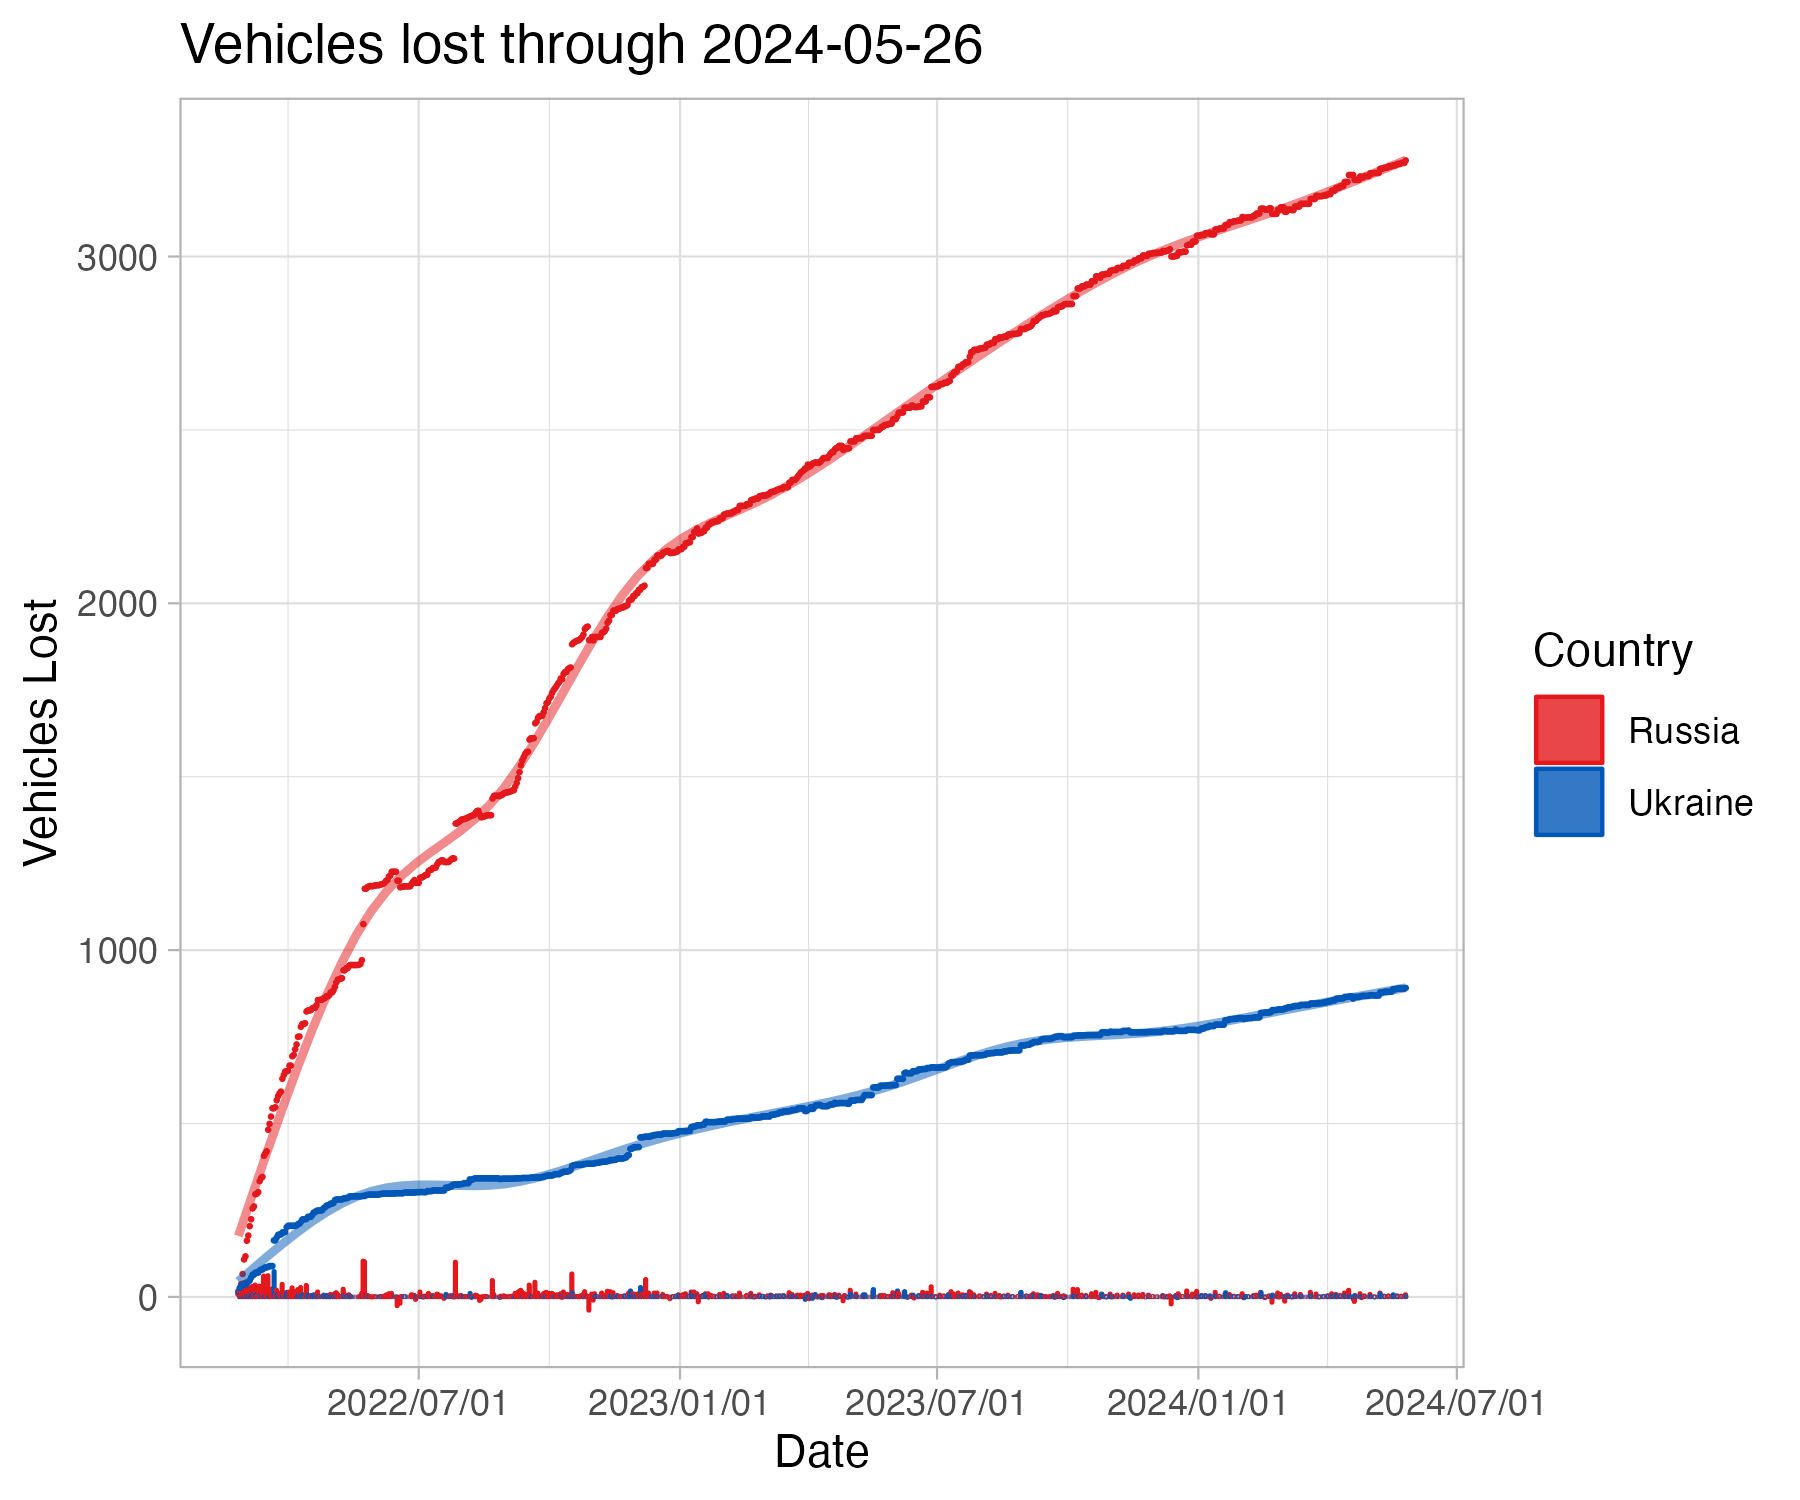 Vehicles lost through 2024-05-26
Vehicles Lost
3000
2000
1000
0
2022/07/01
2023/01/01
2023/07/01
2024/01/01
2024/07/01
Date
Country
Russia
Ukraine